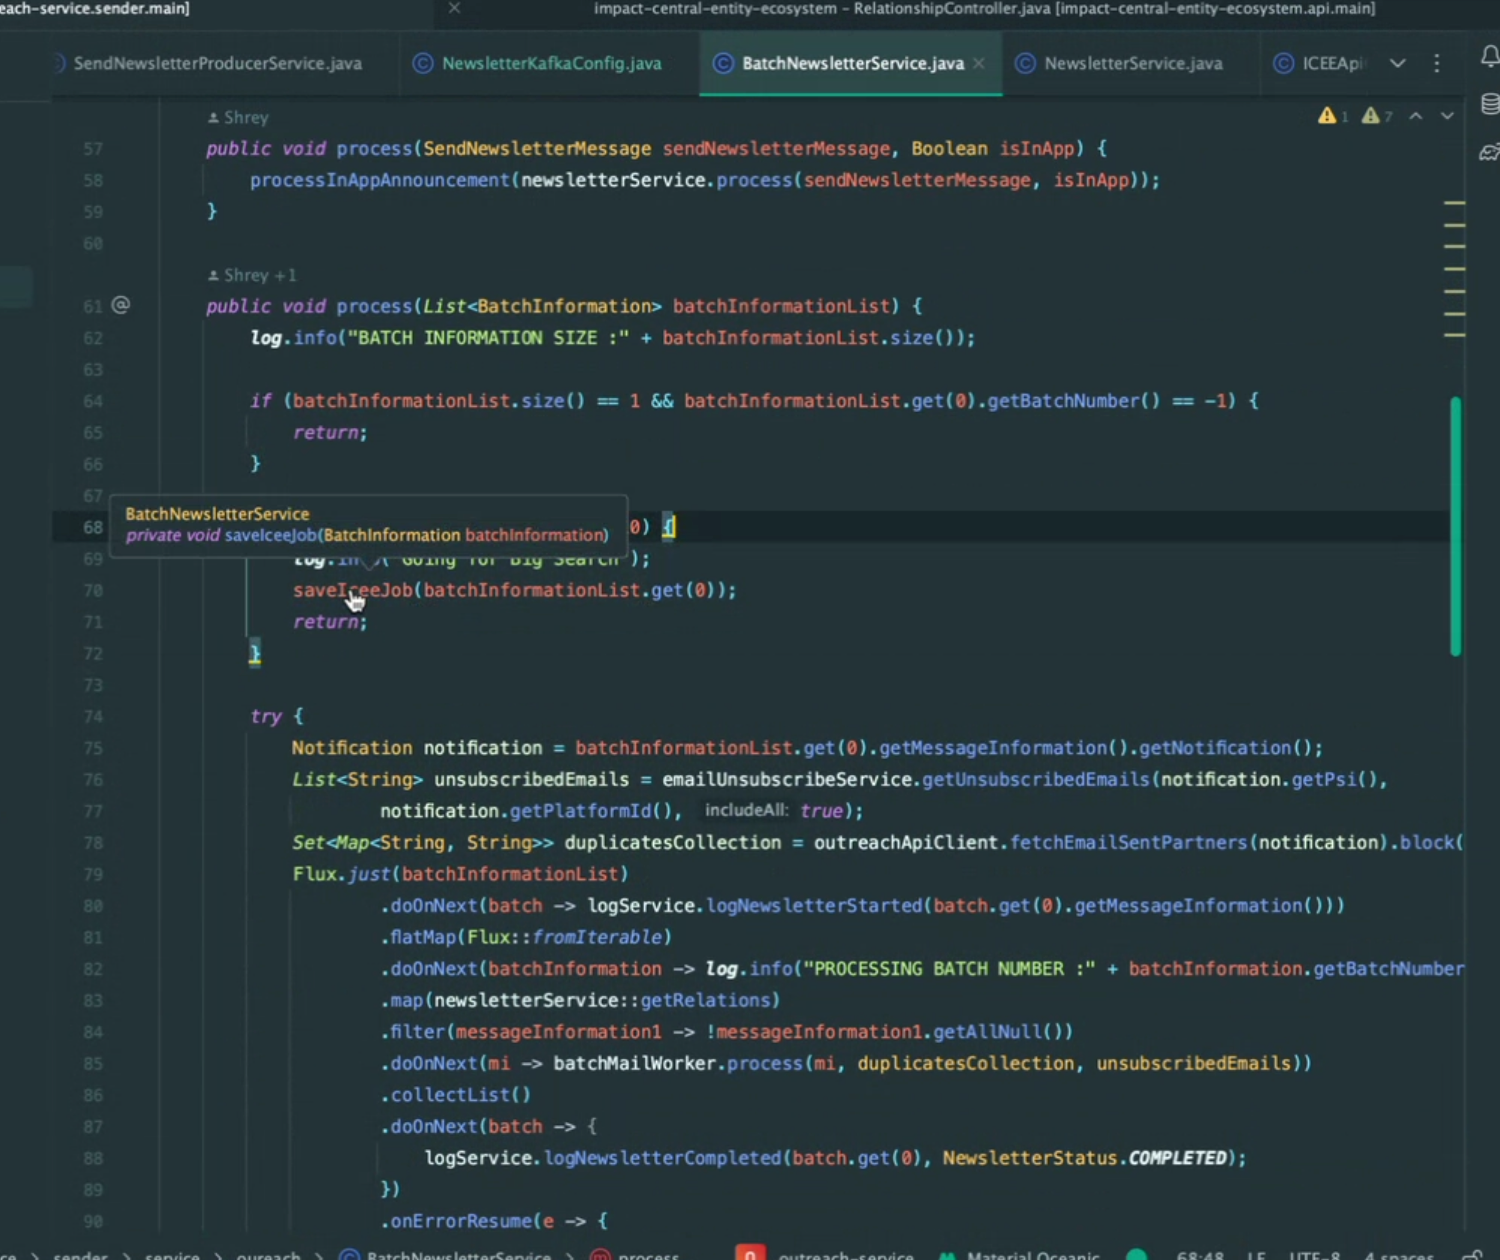 each-service.sender.main]
impact-central-entity-ecosystem – RelationshipController.java [impact-central-entity-ecosystem.api.main]
SendNewsletterProducerService.java
NewsletterKafkaConfig.java
BatchNewsletterService.java
NewsletterService.java
ICEEApi
Shrey
1
7
57 public void process(SendNewsletterMessage sendNewsletterMessage, Boolean isInApp) {
58 processInAppAnnouncement(newsletterService.process(sendNewsletterMessage, isInApp));
59 }
60
Shrey +1
61 @ public void process(List<BatchInformation> batchInformationList) {
62 log.info("BATCH INFORMATION SIZE :" + batchInformationList.size());
63
64 if (batchInformationList.size() == 1 && batchInformationList.get(0).getBatchNumber() == -1) {
65 return;
66 }
67
BatchNewsletterService
private void saveIceeJob(BatchInformation batchInformation)
68 0) {
69 log.info("Going for Big Search");
70 saveIceeJob(batchInformationList.get(0));
71 return;
72 }
73
74 try {
75 Notification notification = batchInformationList.get(0).getMessageInformation().getNotification();
76 List<String> unsubscribedEmails = emailUnsubscribeService.getUnsubscribedEmails(notification.getPsi(),
77 notification.getPlatformId(), includeAll: true);
78 Set<Map<String, String>> duplicatesCollection = outreachApiClient.fetchEmailSentPartners(notification).block(
79 Flux.just(batchInformationList)
80 .doOnNext(batch -> logService.logNewsletterStarted(batch.get(0).getMessageInformation()))
81 .flatMap(Flux::fromIterable)
82 .doOnNext(batchInformation -> log.info("PROCESSING BATCH NUMBER :" + batchInformation.getBatchNumber
83 .map(newsletterService::getRelations)
84 .filter(messageInformation1 -> !messageInformation1.getAllNull())
85 .doOnNext(mi -> batchMailWorker.process(mi, duplicatesCollection, unsubscribedEmails))
86 .collectList()
87 .doOnNext(batch -> {
88 logService.logNewsletterCompleted(batch.get(0), NewsletterStatus.COMPLETED);
89 })
90 .onErrorResume(e -> {
ce > sender > service > oureach > BatchNewsletterService > process
outreach-service
Material Oceanic
68:48 LF UTF-8 4 spaces